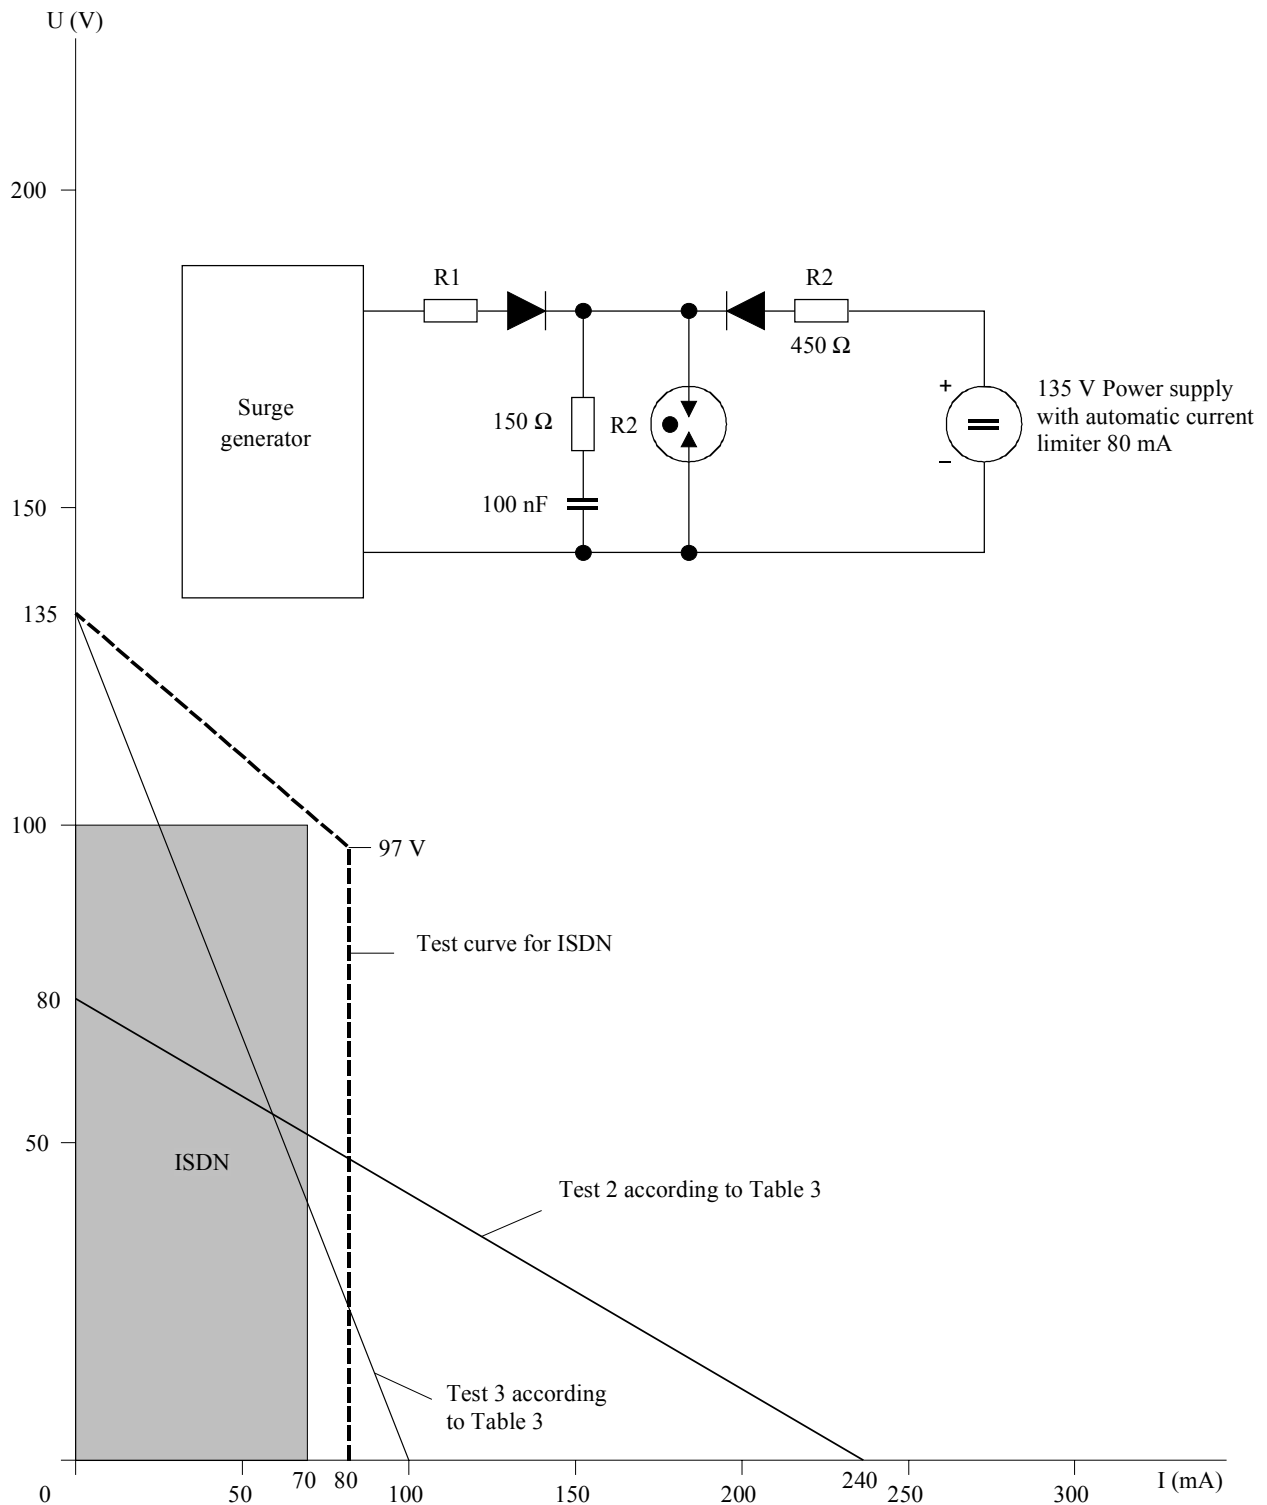 U (V)
200
R1
R2
450 Ω
135 V Power supply
with automatic current
limiter 80 mA
+
–
Surge
generator
150 Ω
R2
100 nF
150
135
100
97 V
Test curve for ISDN
80
50
ISDN
Test 2 according to Table 3
Test 3 according
to Table 3
0
50
70
80
100
150
200
240
250
300
I (mA)